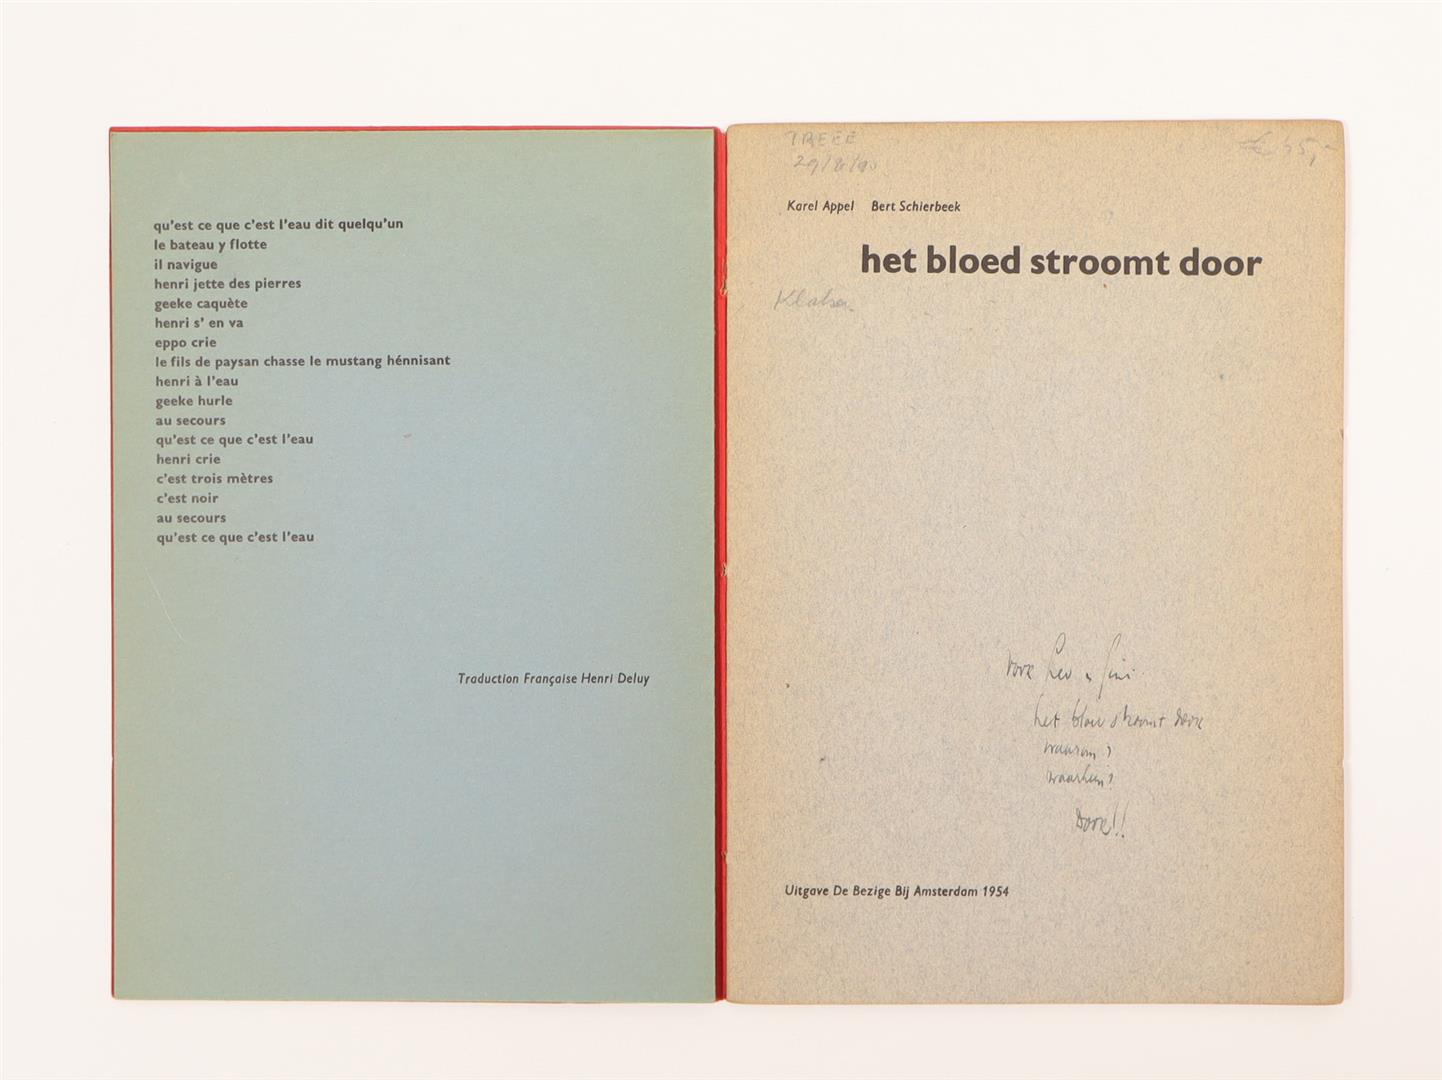 qu'est ce que c'est l'eau dit quelqu'un
le bateau y flotte
il navigue
henri jette des pierres
geeke caquète
henri s' en va
eppo crie
le fils de paysan chasse le mustang hénnisant
henri à l'eau
geeke hurle
au secours
qu'est ce que c'est l'eau
henri crie
c'est trois mètres
c'est noir
au secours
qu'est ce que c'est l'eau
Traduction Française Henri Deluy
Karel Appel Bert Schierbeek
het bloed stroomt door
voor
het stroomt door
waarom?
waarheen?
Door!!
Uitgave De Bezige Bij Amsterdam 1954